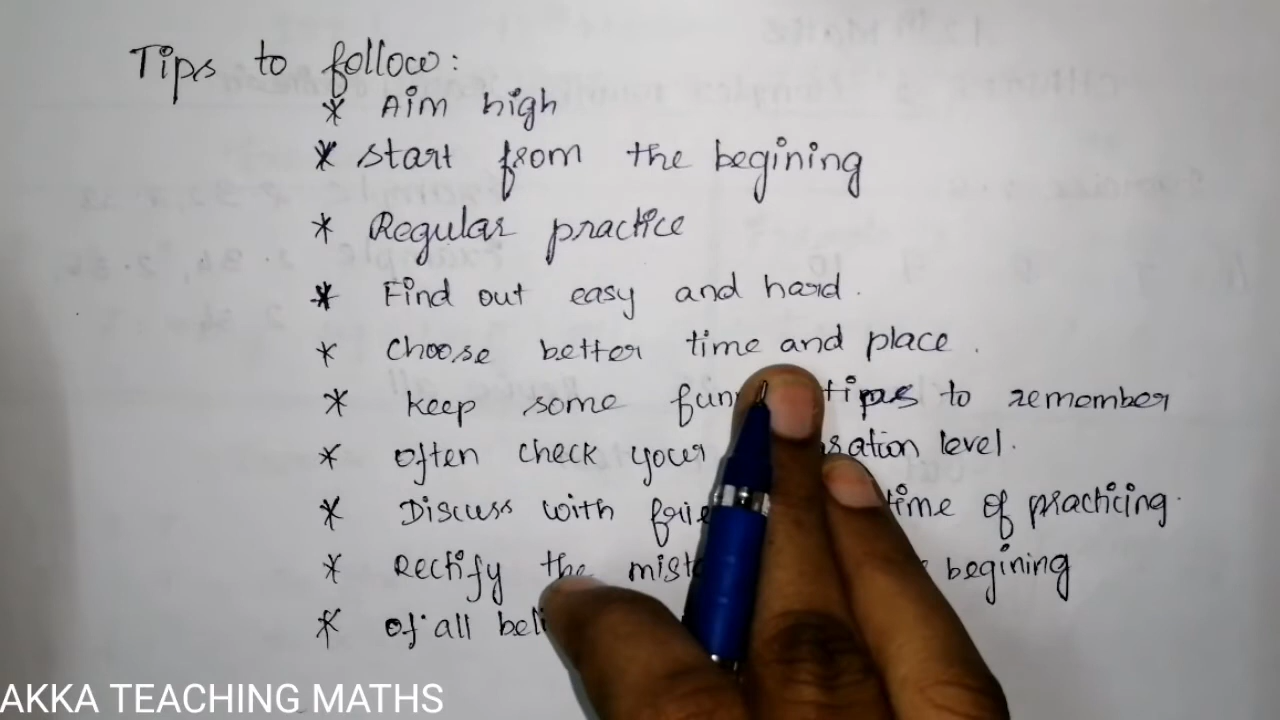 Tips to follow:
* Aim high
* start from the begining
* Regular practice
* Find out easy and hard.
* choose better time and place.
* keep some tips to remember
* often check your level.
* Discuss with time of practicing.
* Rectify the begining
* Of all
AKKA TEACHING MATHS